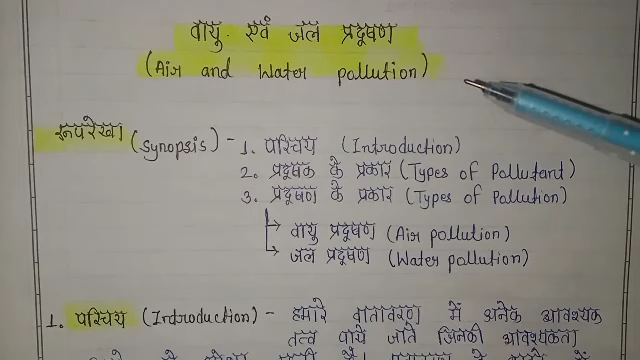 वायु एवं जल प्रदूषण
(Air and Water pollution)
रूपरेखा (Synopsis) - 1. परिचय (Introduction)
2. प्रदूषक के प्रकार (Types of Pollutant)
3. प्रदूषण के प्रकार (Types of Pollution)
वायु प्रदूषण (Air pollution)
जल प्रदूषण (Water pollution)
1. परिचय (Introduction) - हमारे वातावरण में अनेक आवश्यक
तत्व पाये जाते जिनकी आवश्यकता